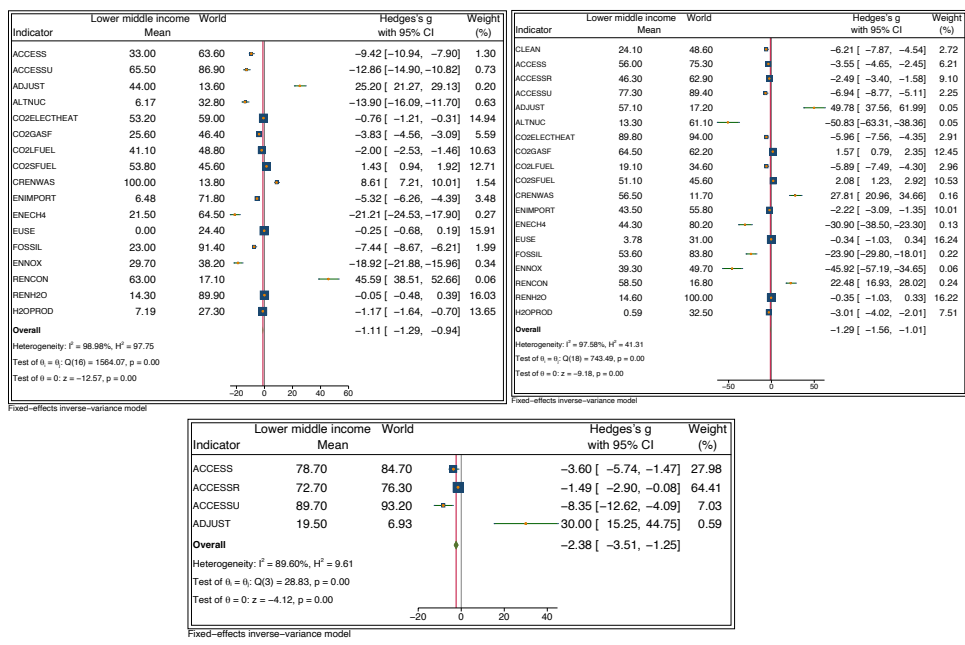 Lower middle income World Hedges's g Weight
Indicator Mean with 95% CI (%)
ACCESS 33.00 63.60 −9.42 [−10.94, −7.90] 1.30
ACCESSU 65.50 86.90 −12.86 [−14.90, −10.82] 0.73
ADJUST 44.00 13.60 25.20 [ 21.27, 29.13] 0.20
ALTNUC 6.17 32.80 −13.90 [−16.09, −11.70] 0.63
CO2ELECTHEAT 53.20 59.00 −0.76 [ −1.21, −0.31] 14.94
CO2GASF 25.60 46.40 −3.83 [ −4.56, −3.09] 5.59
CO2LFUEL 41.10 48.80 −2.00 [ −2.53, −1.46] 10.63
CO2SFUEL 53.80 45.60 1.43 [ 0.94, 1.92] 12.71
CRENWAS 100.00 13.80 8.61 [ 7.21, 10.01] 1.54
ENIMPORT 6.48 71.80 −5.32 [ −6.26, −4.39] 3.48
ENECH4 21.50 64.50 −21.21 [−24.53, −17.90] 0.27
EUSE 0.00 24.40 −0.25 [ −0.68, 0.19] 15.91
FOSSIL 23.00 91.40 −7.44 [ −8.67, −6.21] 1.99
ENNOX 29.70 38.20 −18.92 [−21.88, −15.96] 0.34
RENCON 63.00 17.10 45.59 [ 38.51, 52.66] 0.06
RENH2O 14.30 89.90 −0.05 [ −0.48, 0.39] 16.03
H2OPROD 7.19 27.30 −1.17 [ −1.64, −0.70] 13.65
Overall −1.11 [ −1.29, −0.94]
Heterogeneity: I² = 98.98%, H² = 97.75
Test of θᵢ = θⱼ: Q(16) = 1564.07, p = 0.00
Test of θ = 0: z = −12.57, p = 0.00
−20 0 20 40 60
Fixed−effects inverse−variance model
Lower middle income World Hedges's g Weight
Indicator Mean with 95% CI (%)
CLEAN 24.10 48.60 −6.21 [ −7.87, −4.54] 2.72
ACCESS 56.00 75.30 −3.55 [ −4.65, −2.45] 6.21
ACCESSR 46.30 62.90 −2.49 [ −3.40, −1.58] 9.10
ACCESSU 77.30 89.40 −6.94 [ −8.77, −5.11] 2.25
ADJUST 57.10 17.20 49.78 [ 37.56, 61.99] 0.05
ALTNUC 13.30 61.10 −50.83 [−63.31, −38.36] 0.05
CO2ELECTHEAT 89.80 94.00 −5.96 [ −7.56, −4.35] 2.91
CO2GASF 64.50 62.20 1.57 [ 0.79, 2.35] 12.45
CO2LFUEL 19.10 34.60 −5.89 [ −7.49, −4.30] 2.96
CO2SFUEL 51.10 45.60 2.08 [ 1.23, 2.92] 10.53
CRENWAS 56.50 11.70 27.81 [ 20.96, 34.66] 0.16
ENIMPORT 43.50 55.80 −2.22 [ −3.09, −1.35] 10.01
ENECH4 44.30 80.20 −30.90 [−38.50, −23.30] 0.13
EUSE 3.78 31.00 −0.34 [ −1.03, 0.34] 16.24
FOSSIL 53.60 83.80 −23.90 [−29.80, −18.01] 0.22
ENNOX 39.30 49.70 −45.92 [−57.19, −34.65] 0.06
RENCON 58.50 16.80 22.48 [ 16.93, 28.02] 0.24
RENH2O 14.60 100.00 −0.35 [ −1.03, 0.33] 16.22
H2OPROD 0.59 32.50 −3.01 [ −4.02, −2.01] 7.51
Overall −1.29 [ −1.56, −1.01]
Heterogeneity: I² = 97.58%, H² = 41.31
Test of θᵢ = θⱼ: Q(18) = 743.49, p = 0.00
Test of θ = 0: z = −9.18, p = 0.00
−50 0 50
Fixed−effects inverse−variance model
Lower middle income World Hedges's g Weight
Indicator Mean with 95% CI (%)
ACCESS 78.70 84.70 −3.60 [ −5.74, −1.47] 27.98
ACCESSR 72.70 76.30 −1.49 [ −2.90, −0.08] 64.41
ACCESSU 89.70 93.20 −8.35 [−12.62, −4.09] 7.03
ADJUST 19.50 6.93 30.00 [ 15.25, 44.75] 0.59
Overall −2.38 [ −3.51, −1.25]
Heterogeneity: I² = 89.60%, H² = 9.61
Test of θᵢ = θⱼ: Q(3) = 28.83, p = 0.00
Test of θ = 0: z = −4.12, p = 0.00
−20 0 20 40
Fixed−effects inverse−variance model